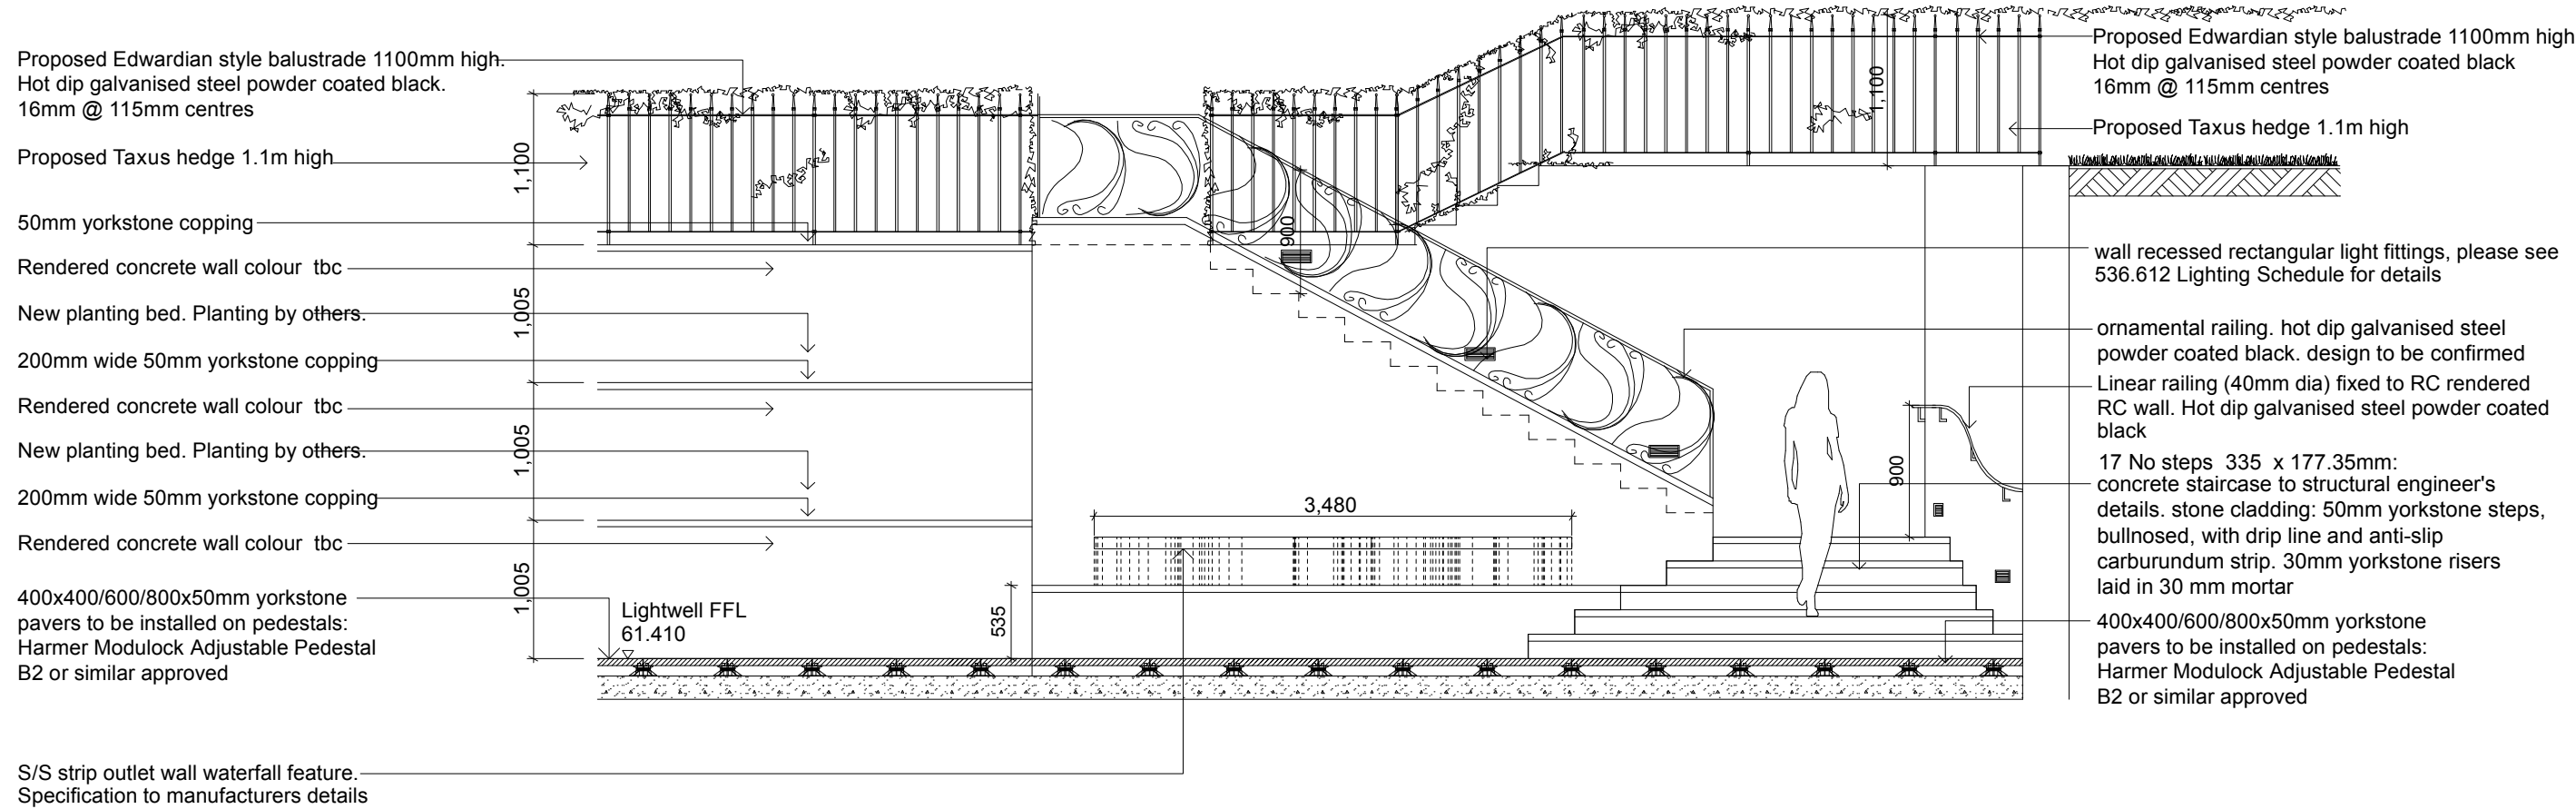 Proposed Edwardian style balustrade 1100mm high.
Hot dip galvanised steel powder coated black.
16mm @ 115mm centres
Proposed Taxus hedge 1.1m high
50mm yorkstone copping
Rendered concrete wall colour tbc
New planting bed. Planting by others.
200mm wide 50mm yorkstone copping
Rendered concrete wall colour tbc
New planting bed. Planting by others.
200mm wide 50mm yorkstone copping
Rendered concrete wall colour tbc
400x400/600/800x50mm yorkstone
pavers to be installed on pedestals:
Harmer Modulock Adjustable Pedestal
B2 or similar approved
S/S strip outlet wall waterfall feature.
Specification to manufacturers details
1,100
1,005
1,005
1,005
Lightwell FFL
61.410
535
3,480
900
900
1,100
Proposed Edwardian style balustrade 1100mm high
Hot dip galvanised steel powder coated black
16mm @ 115mm centres
Proposed Taxus hedge 1.1m high
wall recessed rectangular light fittings, please see
536.612 Lighting Schedule for details
ornamental railing. hot dip galvanised steel
powder coated black. design to be confirmed
Linear railing (40mm dia) fixed to RC rendered
RC wall. Hot dip galvanised steel powder coated
black
17 No steps 335 x 177.35mm:
concrete staircase to structural engineer's
details. stone cladding: 50mm yorkstone steps,
bullnosed, with drip line and anti-slip
carburundum strip. 30mm yorkstone risers
laid in 30 mm mortar
400x400/600/800x50mm yorkstone
pavers to be installed on pedestals:
Harmer Modulock Adjustable Pedestal
B2 or similar approved